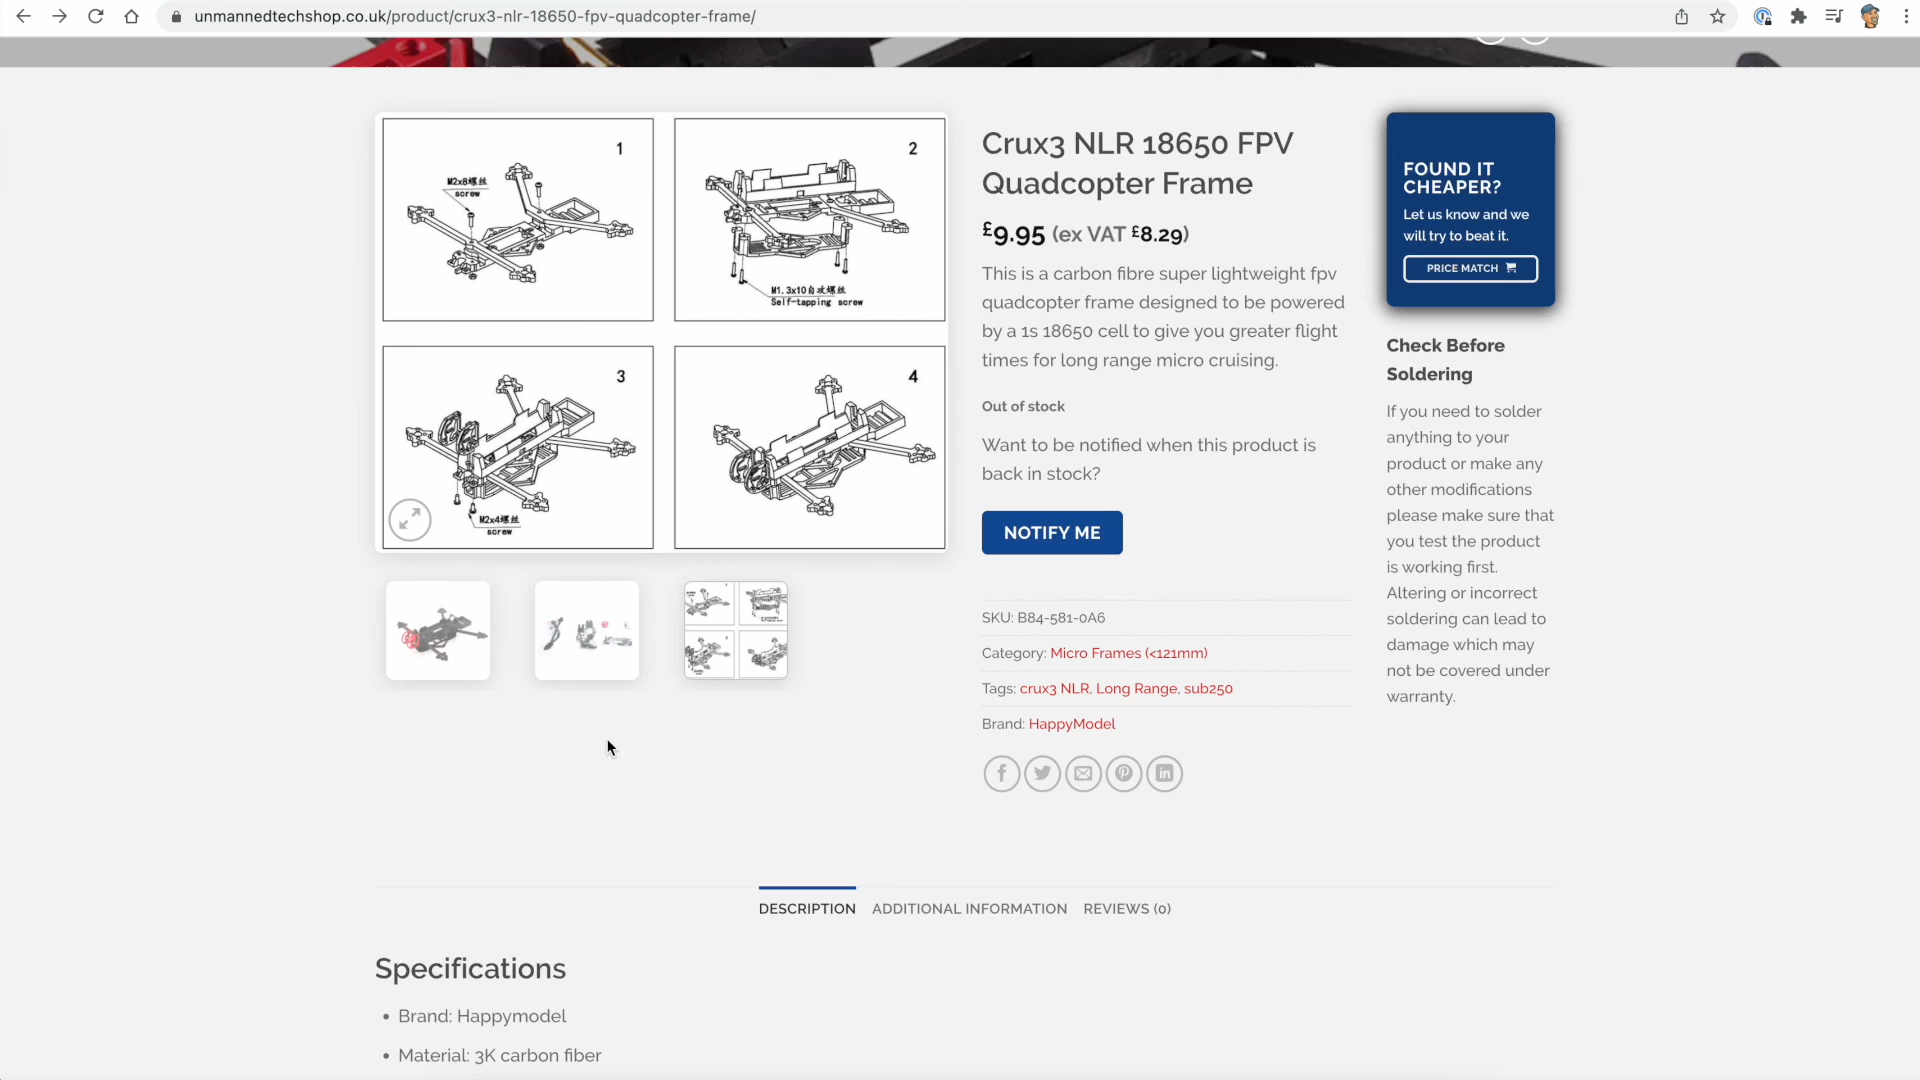 unmannedtechshop.co.uk/product/crux3-nlr-18650-fpv-quadcopter-frame/
1
M2x8螺丝
screw
2
M1.3x10自攻螺丝
Self-tapping screw
3
M2x4螺丝
screw
4
Crux3 NLR 18650 FPV
Quadcopter Frame
£9.95 (ex VAT £8.29)
This is a carbon fibre super lightweight fpv
quadcopter frame designed to be powered
by a 1s 18650 cell to give you greater flight
times for long range micro cruising.
Out of stock
Want to be notified when this product is
back in stock?
NOTIFY ME
SKU: B84-581-0A6
Category: Micro Frames (<121mm)
Tags: crux3 NLR, Long Range, sub250
Brand: HappyModel
FOUND IT
CHEAPER?
Let us know and we
will try to beat it.
PRICE MATCH
Check Before
Soldering
If you need to solder
anything to your
product or make any
other modifications
please make sure that
you test the product
is working first.
Altering or incorrect
soldering can lead to
damage which may
not be covered under
warranty.
DESCRIPTION ADDITIONAL INFORMATION REVIEWS (0)
Specifications
• Brand: Happymodel
• Material: 3K carbon fiber